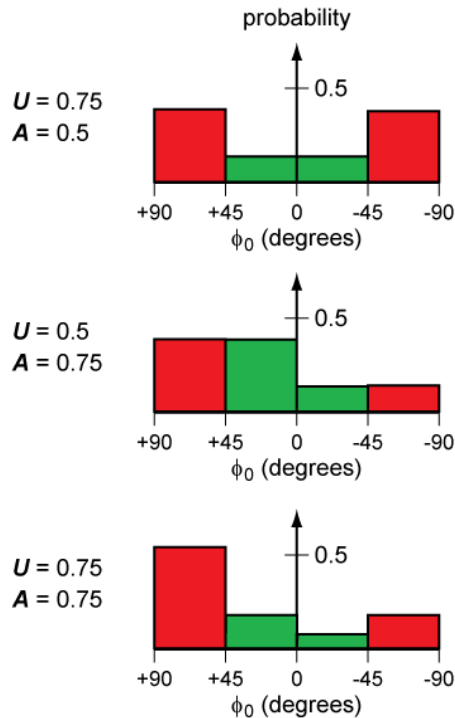 probability
0.5
U = 0.75
A = 0.5
+90 +45 0 -45 -90
ϕ₀ (degrees)
0.5
U = 0.5
A = 0.75
+90 +45 0 -45 -90
ϕ₀ (degrees)
0.5
U = 0.75
A = 0.75
+90 +45 0 -45 -90
ϕ₀ (degrees)